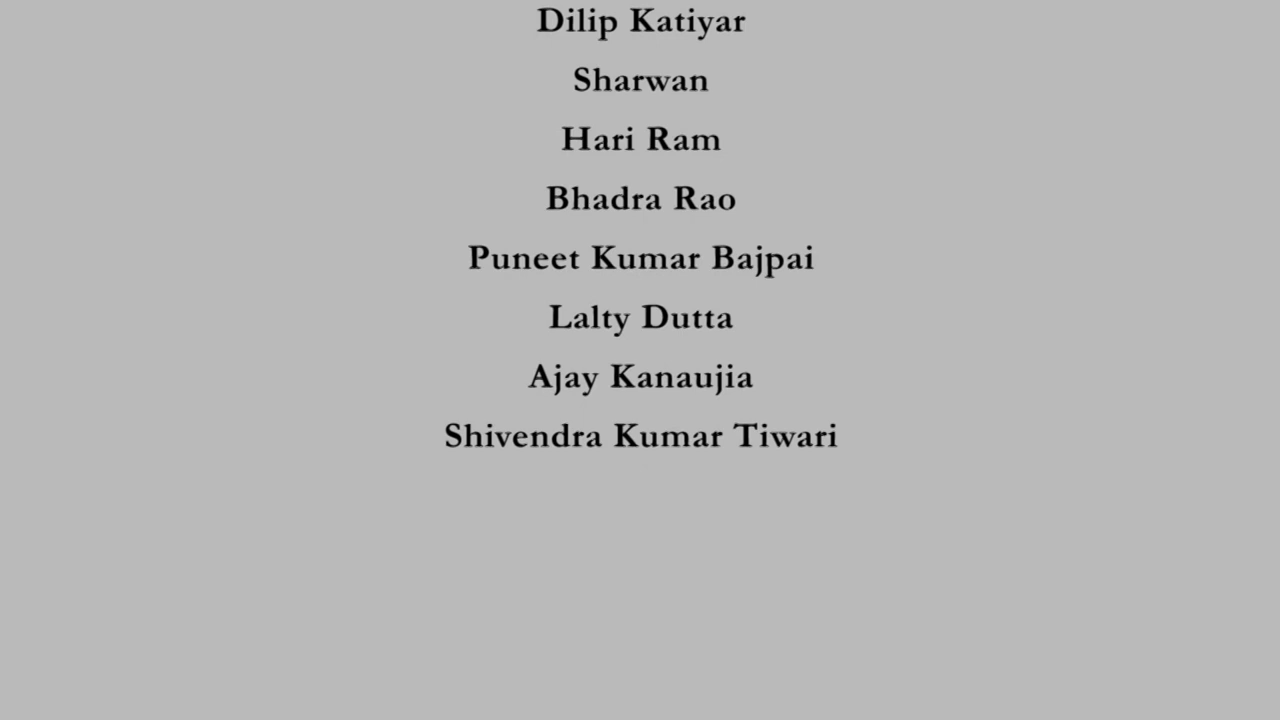 Dilip Katiyar
Sharwan
Hari Ram
Bhadra Rao
Puneet Kumar Bajpai
Lalty Dutta
Ajay Kanaujia
Shivendra Kumar Tiwari